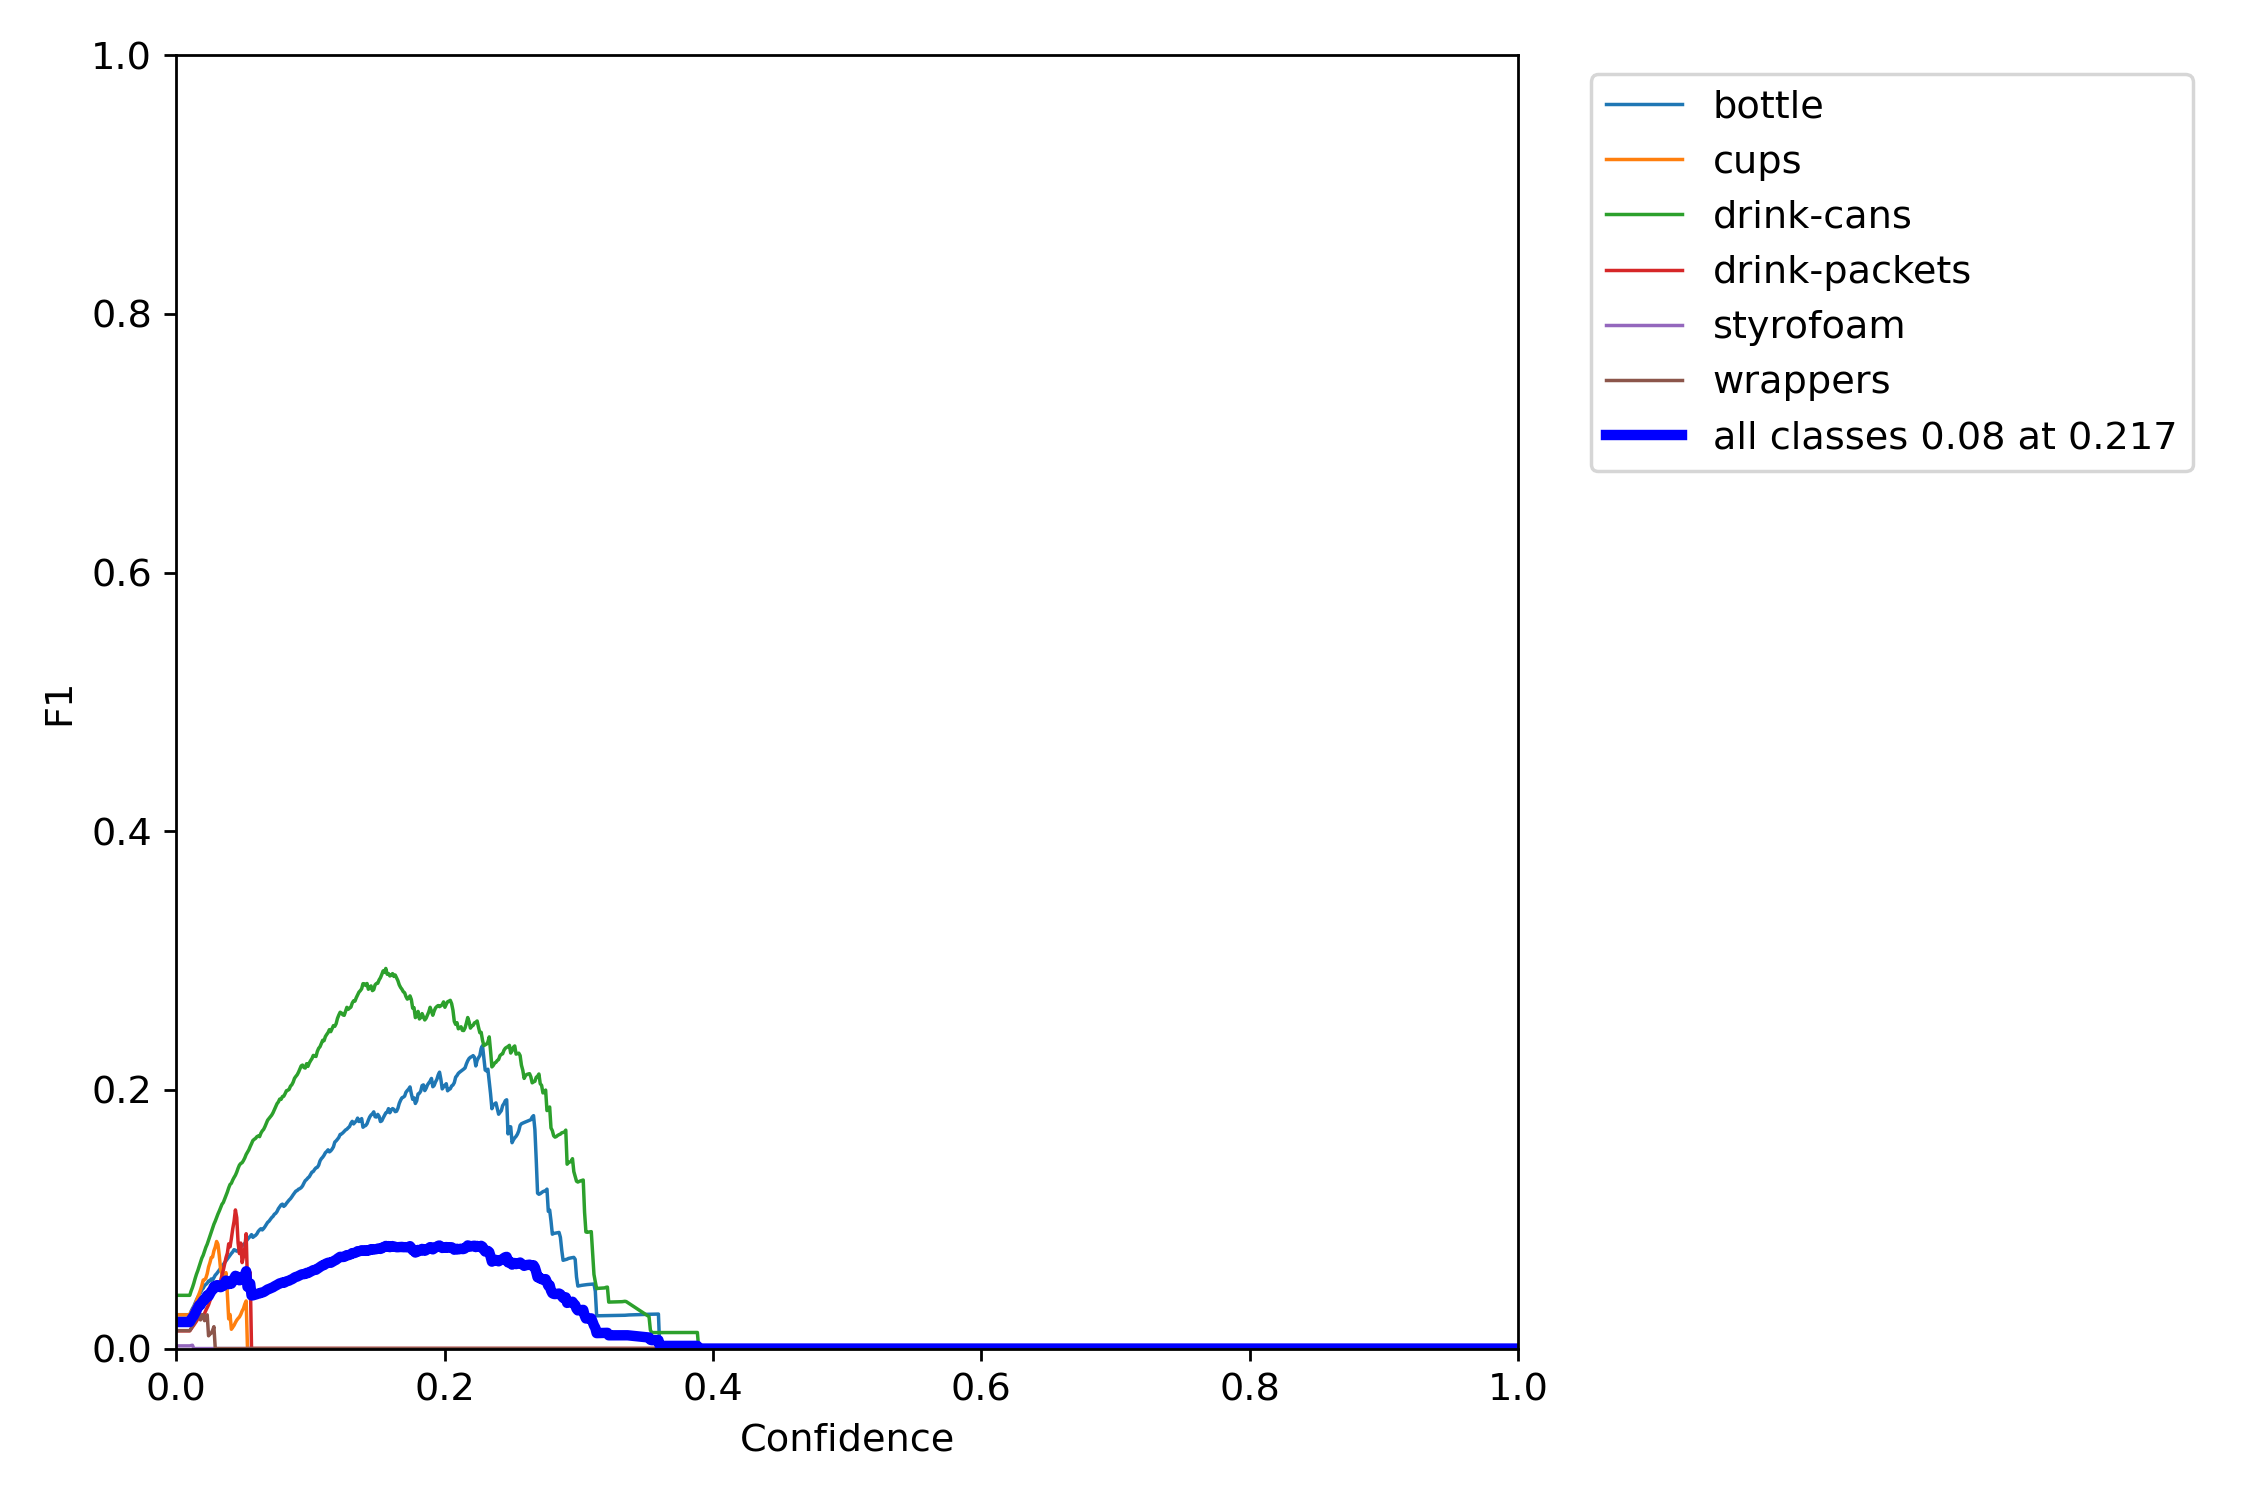 1.0
0.8
0.6
0.4
0.2
0.0
F1
0.0 0.2 0.4 0.6 0.8 1.0
Confidence
bottle
cups
drink-cans
drink-packets
styrofoam
wrappers
all classes 0.08 at 0.217